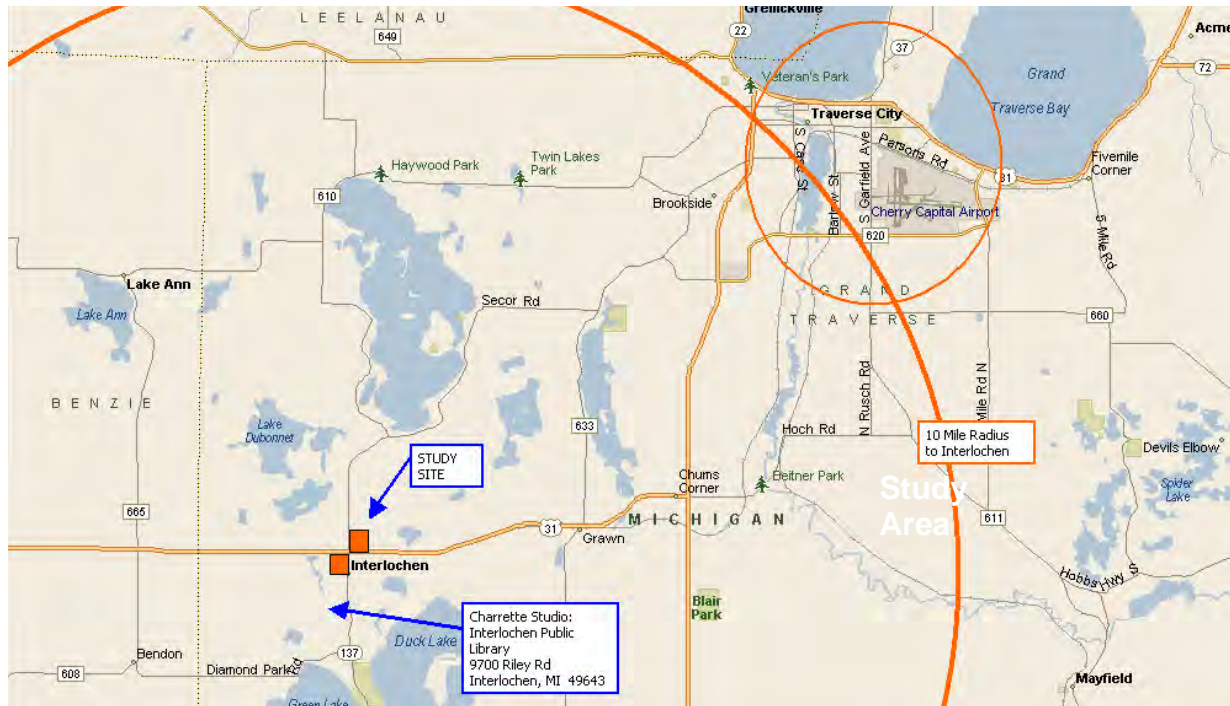 LEELANAU
649
Greilickville
22
37
Acme
72
Veteran's Park
Grand
Traverse Bay
Traverse City
Parsons Rd
S Cass St
S Garfield Ave
Barlow St
31
Fivemile
Corner
Haywood Park
Twin Lakes
Park
Brookside
610
Cherry Capital Airport
620
5 Mile Rd
Lake Ann
Lake Ann
Secor Rd
GRAND
TRAVERSE
660
BENZIE
Lake
Dubonnet
633
N Rusch Rd
Mile Rd N
Hoch Rd
10 Mile Radius
to Interlochen
Devils Elbow
STUDY
SITE
Chums
Corner
Beitner Park
Study
Area
Spider
Lake
665
31
MICHIGAN
611
Grawn
Interlochen
Hobbs Hwy S
Blair
Park
Charrette Studio:
Interlochen Public
Library
9700 Riley Rd
Interlochen, MI 49643
Duck Lake
Bendon
137
608
Diamond Park Rd
Green Lake
Mayfield